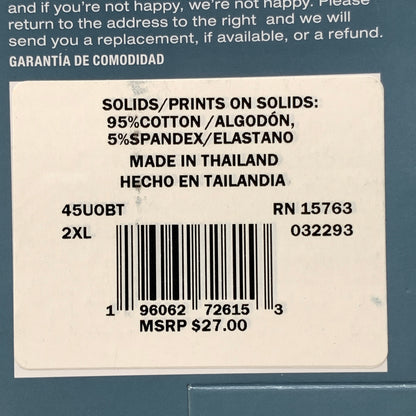 and if you're not happy, we're not happy. Please
return to the address to the right and we will
send you a replacement, if available, or a refund.
GARANTÍA DE COMODIDAD
SOLIDS/PRINTS ON SOLIDS:
95%COTTON/ALGODÓN,
5%SPANDEX/ELASTANO
MADE IN THAILAND
HECHO EN TAILANDIA
45U0BT RN 15763
2XL 032293
1 96062 72615 3
MSRP $27.00